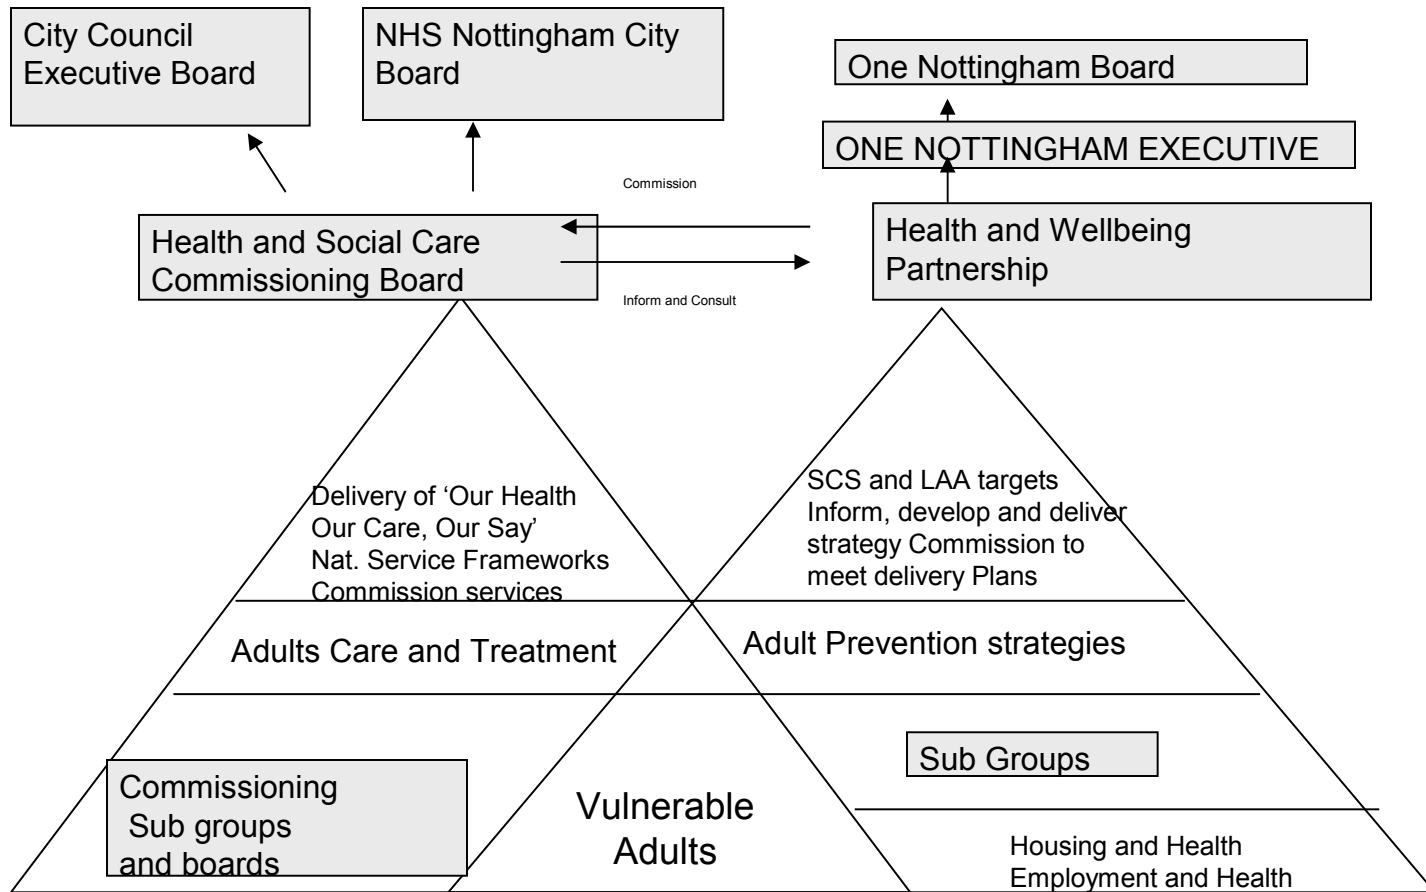 City Council
Executive Board
NHS Nottingham City
Board
One Nottingham Board
ONE NOTTINGHAM EXECUTIVE
Commission
Health and Social Care
Commissioning Board
Health and Wellbeing
Partnership
Inform and Consult
Delivery of ‘Our Health
Our Care, Our Say’
Nat. Service Frameworks
Commission services
SCS and LAA targets
Inform, develop and deliver
strategy Commission to
meet delivery Plans
Adults Care and Treatment
Adult Prevention strategies
Commissioning
Sub groups
and boards
Vulnerable
Adults
Sub Groups
Housing and Health
Employment and Health